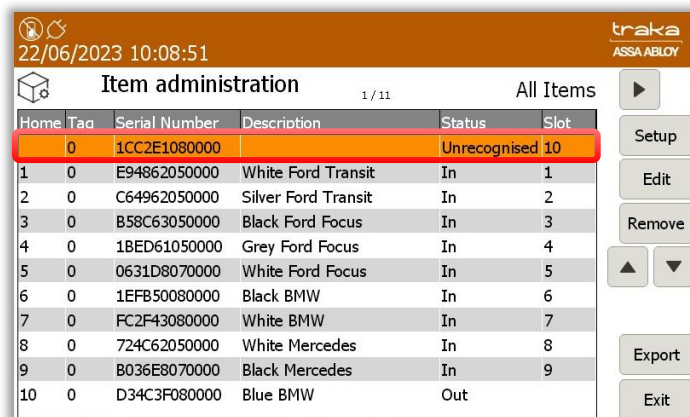 traka
22/06/2023 10:08:51 ASSA ABLOY
Item administration 1 / 11 All Items
Home Tag Serial Number Description Status Slot
0 1CC2E1080000 Unrecognised 10
1 0 E94862050000 White Ford Transit In 1
2 0 C64962050000 Silver Ford Transit In 2
3 0 B58C63050000 Black Ford Focus In 3
4 0 1BED61050000 Grey Ford Focus In 4
5 0 0631D8070000 White Ford Focus In 5
6 0 1EFB50080000 Black BMW In 6
7 0 FC2F43080000 White BMW In 7
8 0 724C62050000 White Mercedes In 8
9 0 B036E8070000 Black Mercedes In 9
10 0 D34C3F080000 Blue BMW Out
Setup
Edit
Remove
Export
Exit